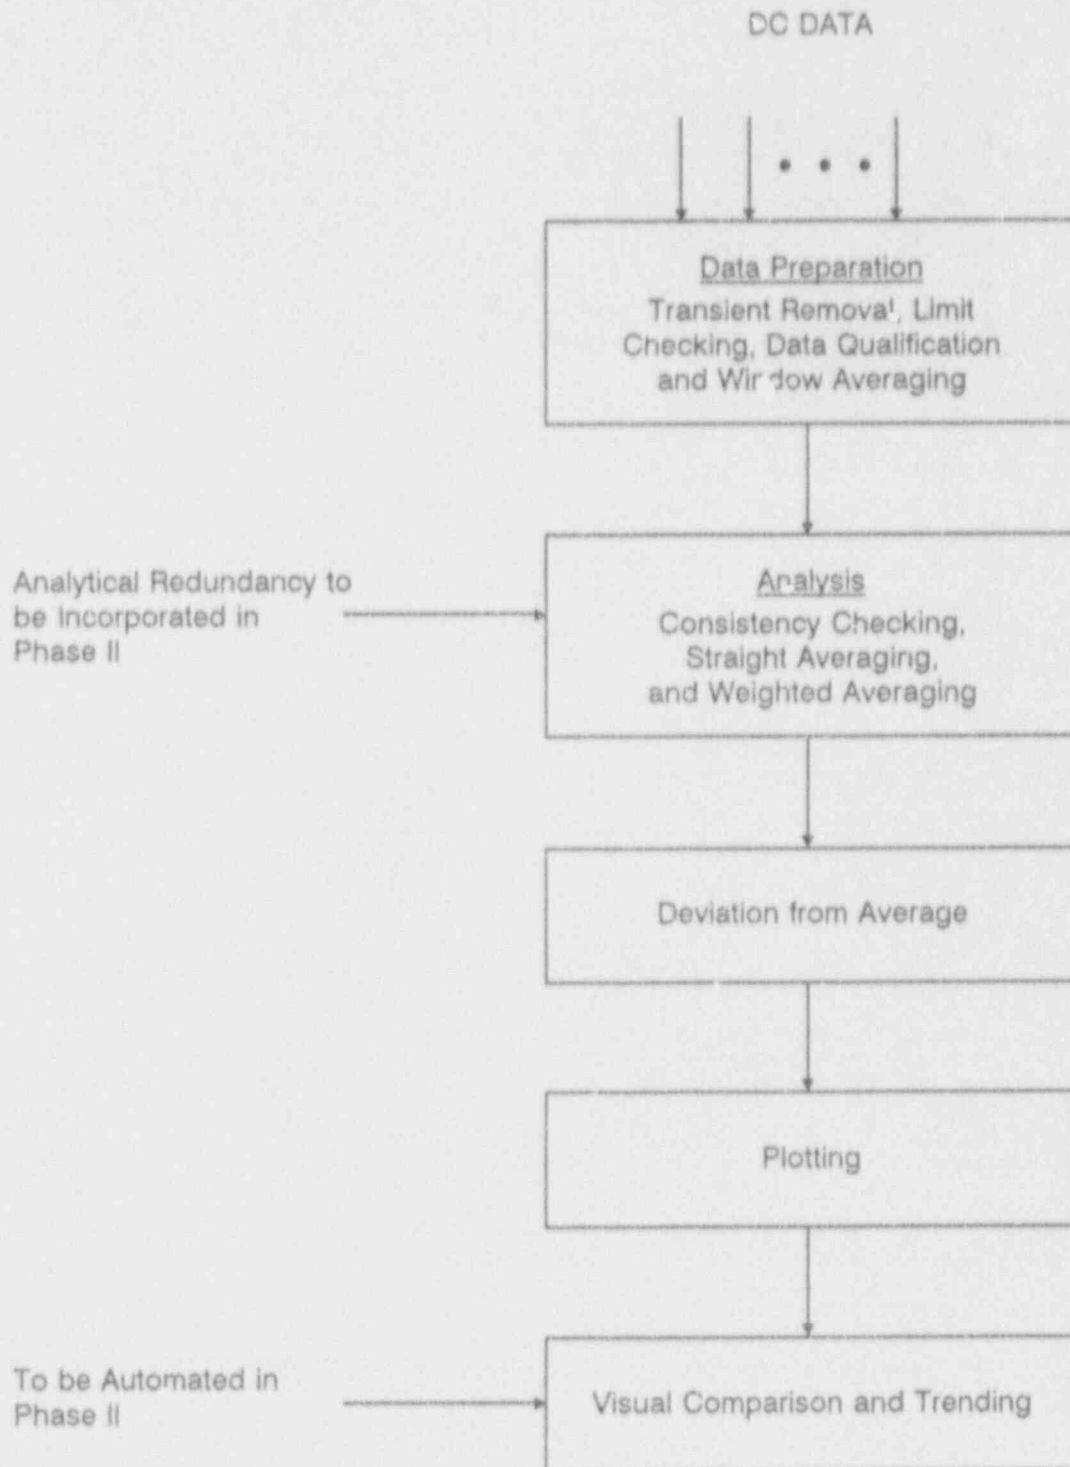 DC DATA
Data Preparation
Transient Removal, Limit
Checking, Data Qualification
and Window Averaging
Analytical Redundancy to
be Incorporated in
Phase II
Analysis
Consistency Checking,
Straight Averaging,
and Weighted Averaging
Deviation from Average
Plotting
To be Automated in
Phase II
Visual Comparison and Trending